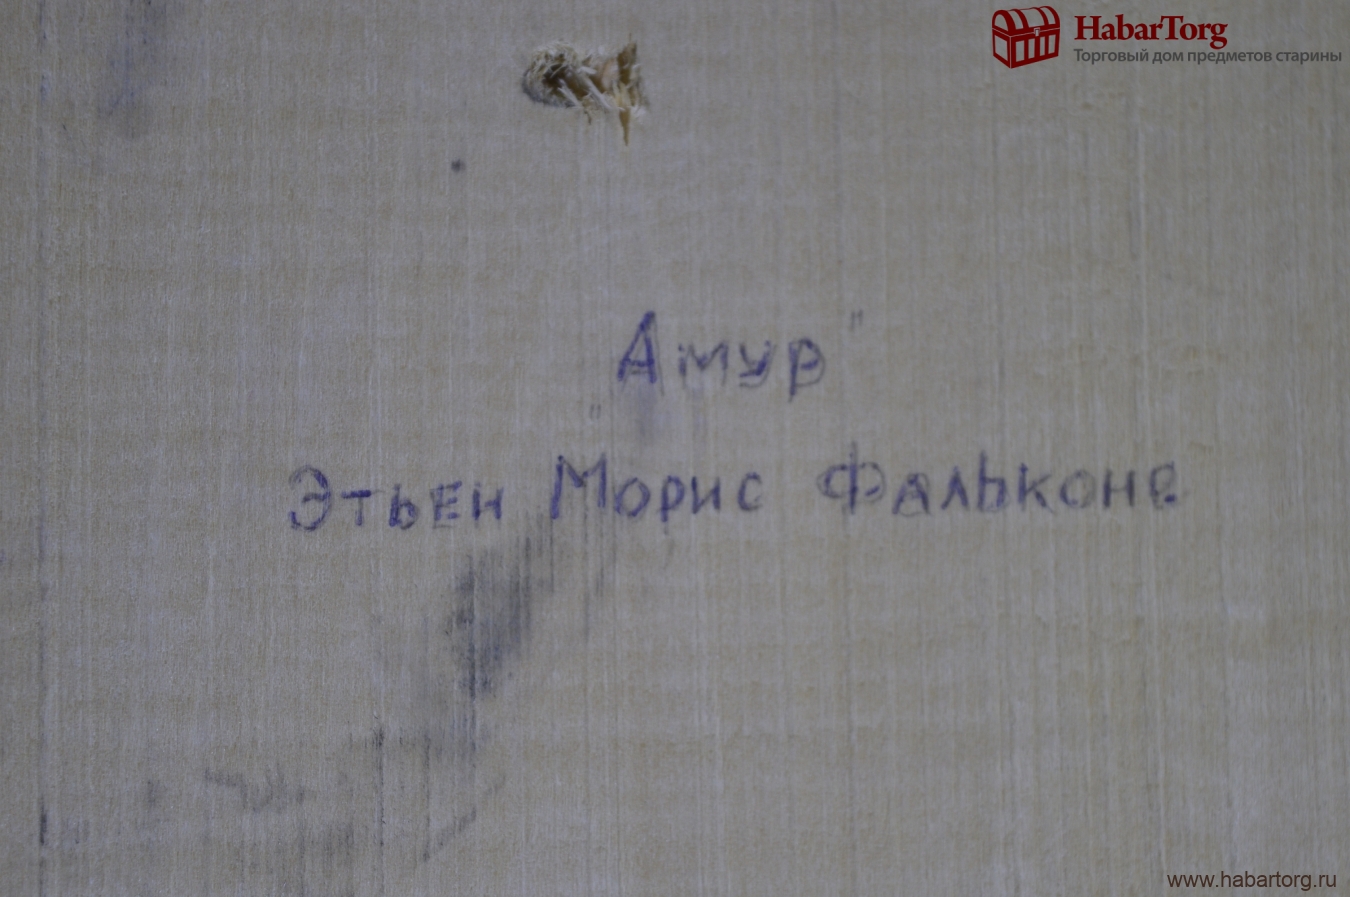 HabarTorg
Торговый дом предметов старины
"Амур"
Этьен Морис Фальконе
www.habartorg.ru